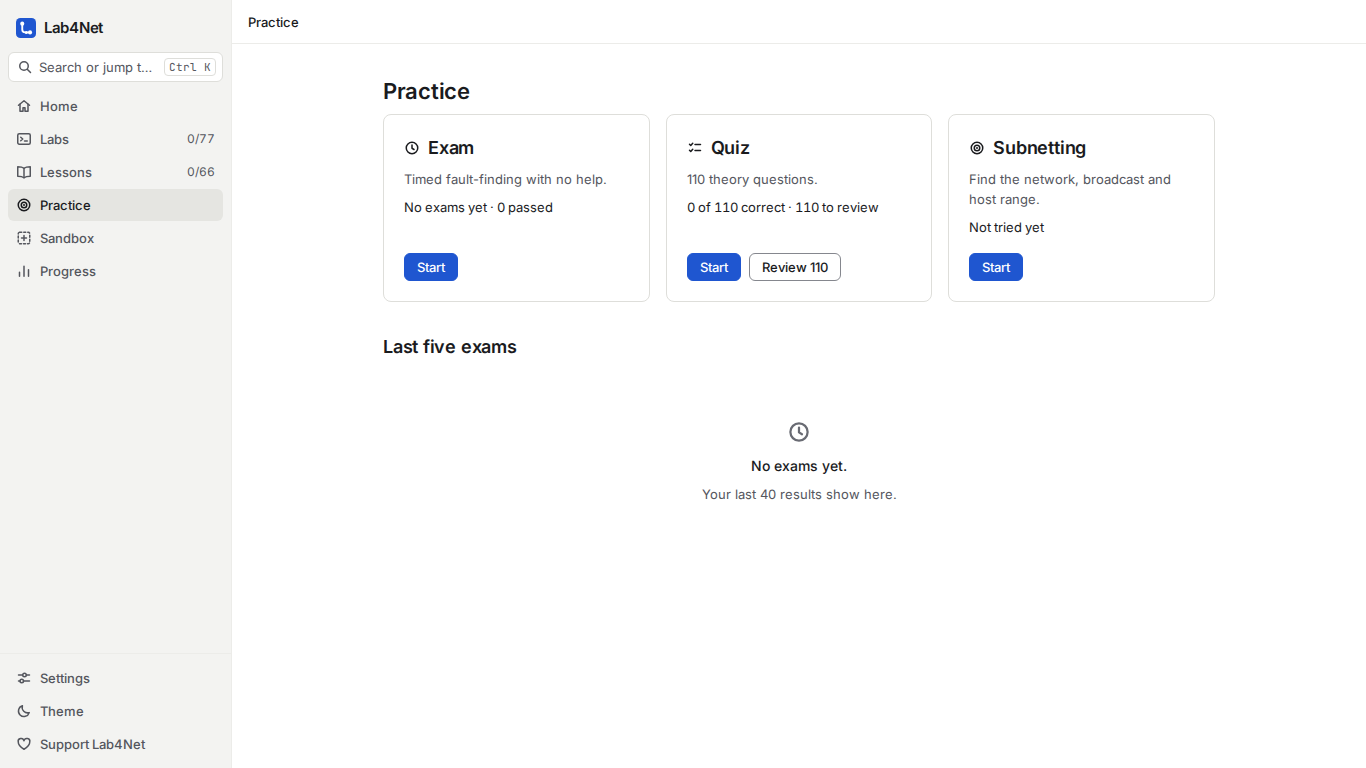 Lab4Net
Search or jump t... Ctrl K
Home
Labs 0/77
Lessons 0/66
Practice
Sandbox
Progress
Settings
Theme
Support Lab4Net
Practice
Practice
Exam
Timed fault-finding with no help.
No exams yet · 0 passed
Start
Quiz
110 theory questions.
0 of 110 correct · 110 to review
Start Review 110
Subnetting
Find the network, broadcast and
host range.
Not tried yet
Start
Last five exams
No exams yet.
Your last 40 results show here.